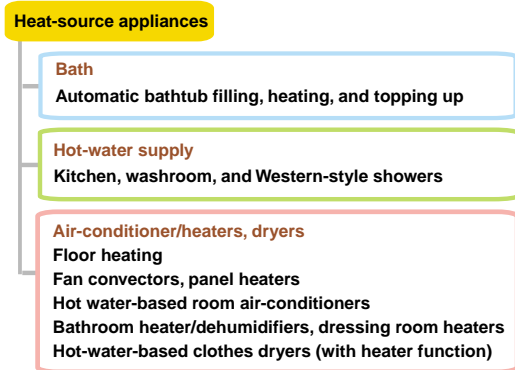 Heat-source appliances
Bath
Automatic bathtub filling, heating, and topping up
Hot-water supply
Kitchen, washroom, and Western-style showers
Air-conditioner/heaters, dryers
Floor heating
Fan convectors, panel heaters
Hot water-based room air-conditioners
Bathroom heater/dehumidifiers, dressing room heaters
Hot-water-based clothes dryers (with heater function)